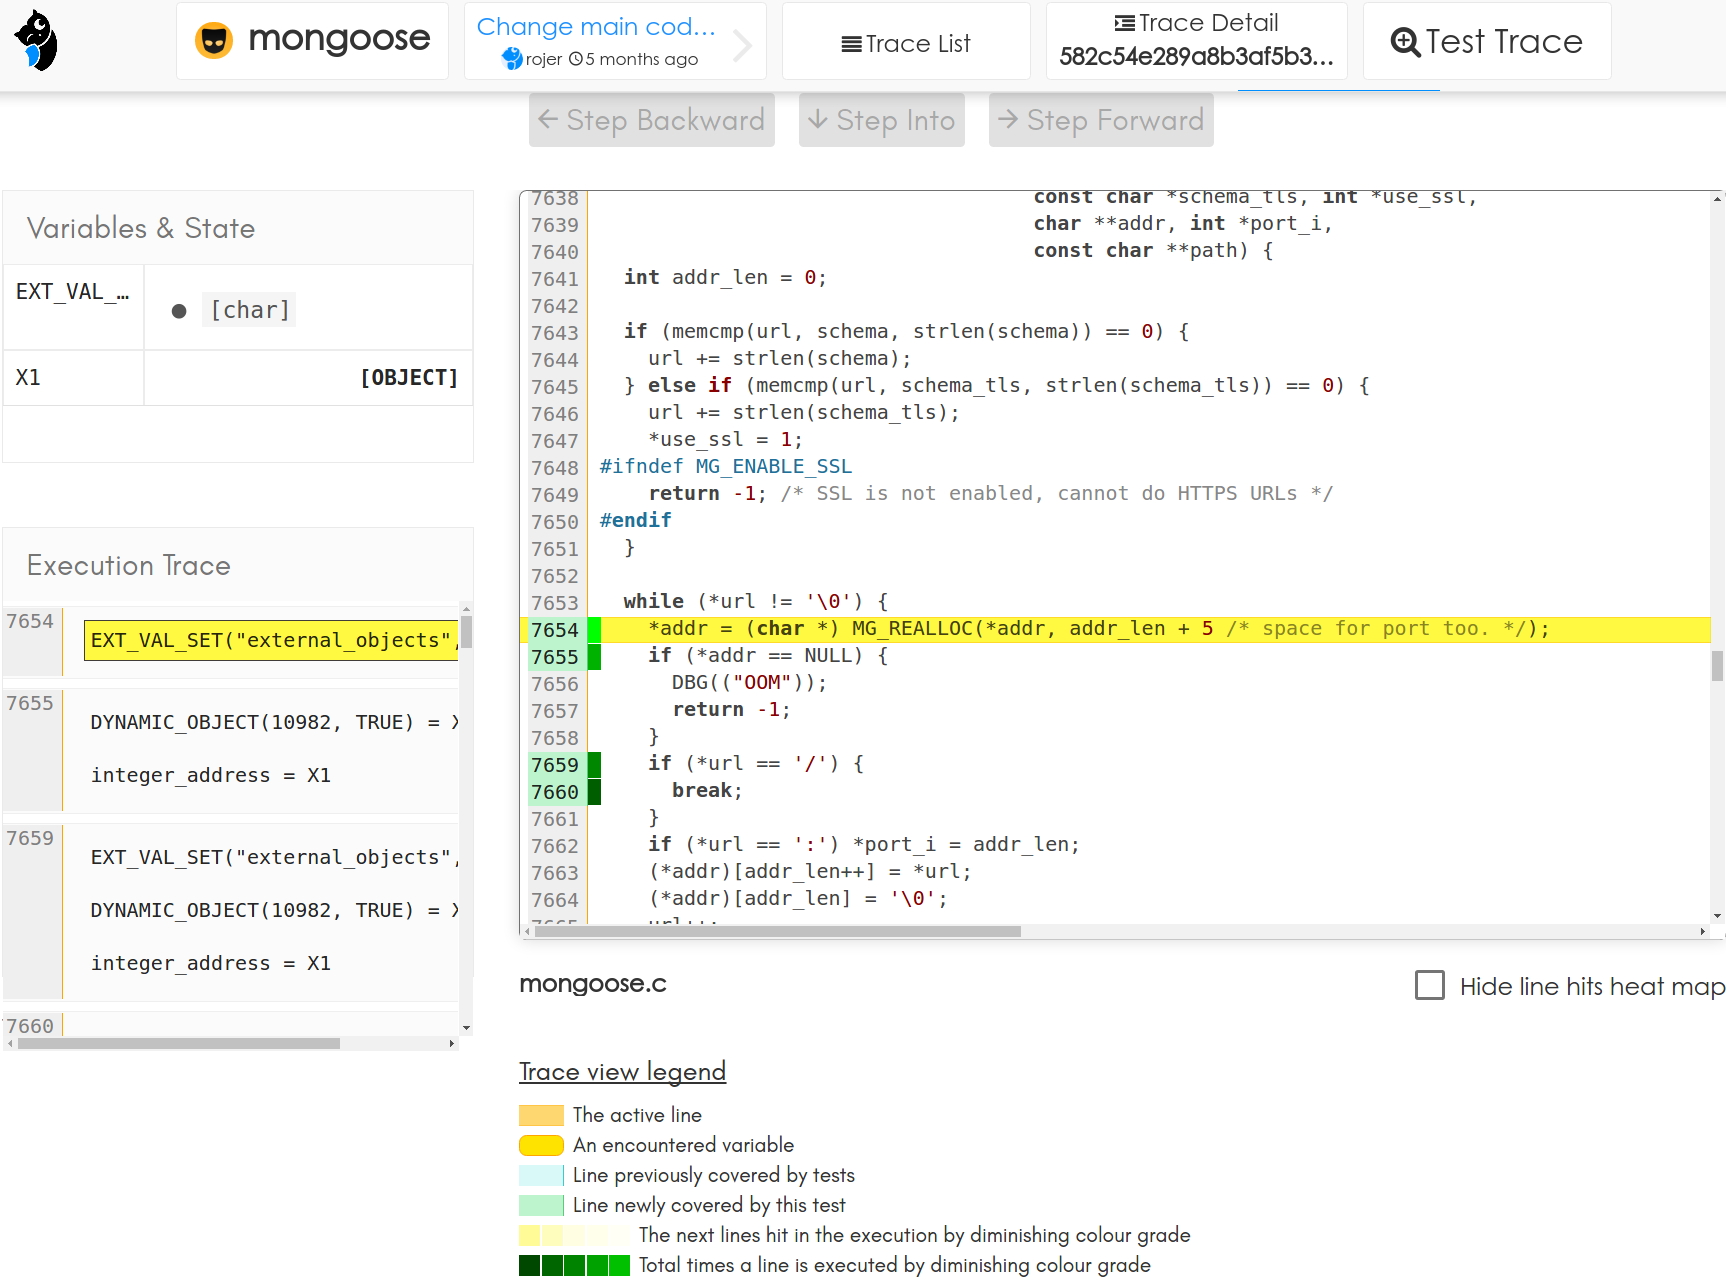 mongoose
Change main cod...
rojer 5 months ago
Trace List
Trace Detail
582c54e289a8b3af5b3...
Test Trace
Step Backward
Step Into
Step Forward
Variables & State
EXT_VAL_…
[char]
X1
[OBJECT]
Execution Trace
7654
EXT_VAL_SET("external_objects",
7655
DYNAMIC_OBJECT(10982, TRUE) = X
integer_address = X1
7659
EXT_VAL_SET("external_objects",
DYNAMIC_OBJECT(10982, TRUE) = X
integer_address = X1
7660
7638 const char *schema_tls, int *use_ssl,
7639 char **addr, int *port_i,
7640 const char **path) {
7641 int addr_len = 0;
7642
7643 if (memcmp(url, schema, strlen(schema)) == 0) {
7644 url += strlen(schema);
7645 } else if (memcmp(url, schema_tls, strlen(schema_tls)) == 0) {
7646 url += strlen(schema_tls);
7647 *use_ssl = 1;
7648 #ifndef MG_ENABLE_SSL
7649 return -1; /* SSL is not enabled, cannot do HTTPS URLs */
7650 #endif
7651 }
7652
7653 while (*url != '\0') {
7654 *addr = (char *) MG_REALLOC(*addr, addr_len + 5 /* space for port too. */);
7655 if (*addr == NULL) {
7656 DBG(("OOM"));
7657 return -1;
7658 }
7659 if (*url == '/') {
7660 break;
7661 }
7662 if (*url == ':') *port_i = addr_len;
7663 (*addr)[addr_len++] = *url;
7664 (*addr)[addr_len] = '\0';
7665 url++;
mongoose.c
Hide line hits heat map
Trace view legend
The active line
An encountered variable
Line previously covered by tests
Line newly covered by this test
The next lines hit in the execution by diminishing colour grade
Total times a line is executed by diminishing colour grade